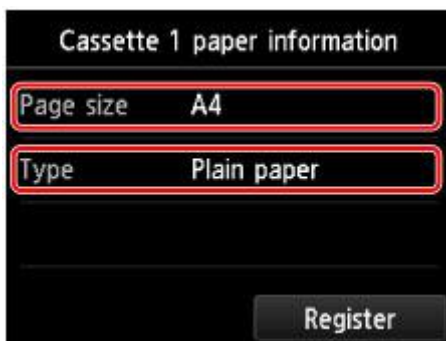 Cassette 1 paper information
Page size A4
Type Plain paper
Register